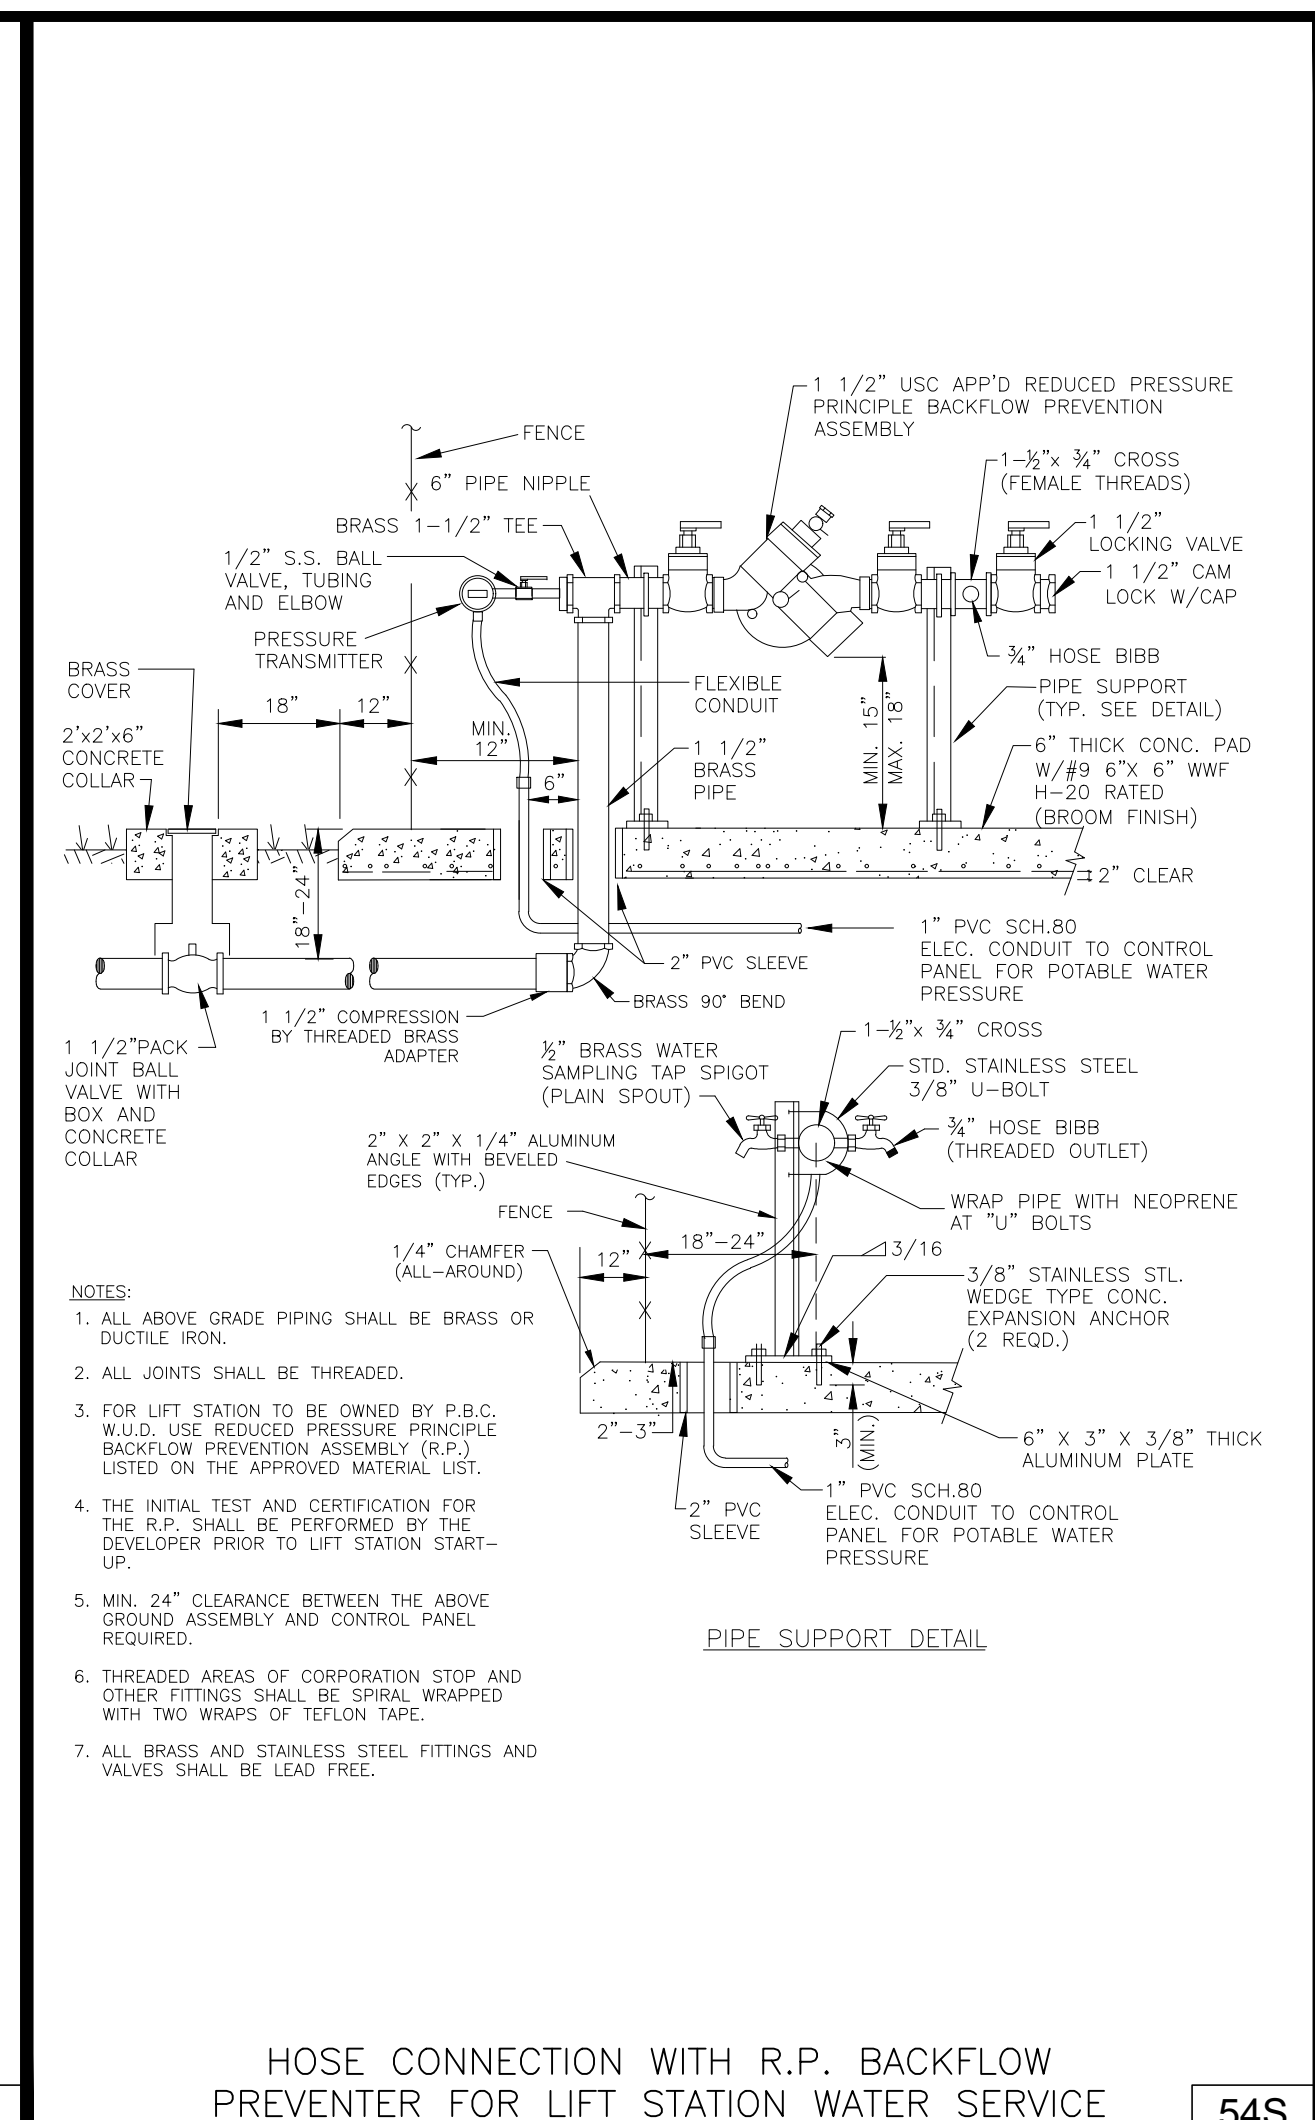 1 1/2" USC APP'D REDUCED PRESSURE
PRINCIPLE BACKFLOW PREVENTION
ASSEMBLY
FENCE
1-½"x ¾" CROSS
(FEMALE THREADS)
6" PIPE NIPPLE
BRASS 1-1/2" TEE
1 1/2"
LOCKING VALVE
1/2" S.S. BALL
VALVE, TUBING
AND ELBOW
1 1/2" CAM
LOCK W/CAP
PRESSURE
TRANSMITTER
¾" HOSE BIBB
BRASS
COVER
FLEXIBLE
CONDUIT
PIPE SUPPORT
(TYP. SEE DETAIL)
18"
12"
MIN.
12"
MIN. 15"
MAX. 18"
2'x2'x6"
CONCRETE
COLLAR
6"
1 1/2"
BRASS
PIPE
6" THICK CONC. PAD
W/#9 6"X 6" WWF
H-20 RATED
(BROOM FINISH)
18"-24"
2" CLEAR
1" PVC SCH.80
ELEC. CONDUIT TO CONTROL
PANEL FOR POTABLE WATER
PRESSURE
2" PVC SLEEVE
BRASS 90° BEND
1 1/2" COMPRESSION
BY THREADED BRASS
ADAPTER
1 1/2"PACK
JOINT BALL
VALVE WITH
BOX AND
CONCRETE
COLLAR
1-½"x ¾" CROSS
½" BRASS WATER
SAMPLING TAP SPIGOT
(PLAIN SPOUT)
STD. STAINLESS STEEL
3/8" U-BOLT
¾" HOSE BIBB
(THREADED OUTLET)
2" X 2" X 1/4" ALUMINUM
ANGLE WITH BEVELED
EDGES (TYP.)
WRAP PIPE WITH NEOPRENE
AT "U" BOLTS
FENCE
18"-24"
12"
3/16
1/4" CHAMFER
(ALL-AROUND)
3/8" STAINLESS STL.
WEDGE TYPE CONC.
EXPANSION ANCHOR
(2 REQD.)
2"-3"
3"
(MIN.)
6" X 3" X 3/8" THICK
ALUMINUM PLATE
2" PVC
SLEEVE
1" PVC SCH.80
ELEC. CONDUIT TO CONTROL
PANEL FOR POTABLE WATER
PRESSURE
PIPE SUPPORT DETAIL
NOTES:
1. ALL ABOVE GRADE PIPING SHALL BE BRASS OR
DUCTILE IRON.
2. ALL JOINTS SHALL BE THREADED.
3. FOR LIFT STATION TO BE OWNED BY P.B.C.
W.U.D. USE REDUCED PRESSURE PRINCIPLE
BACKFLOW PREVENTION ASSEMBLY (R.P.)
LISTED ON THE APPROVED MATERIAL LIST.
4. THE INITIAL TEST AND CERTIFICATION FOR
THE R.P. SHALL BE PERFORMED BY THE
DEVELOPER PRIOR TO LIFT STATION START-
UP.
5. MIN. 24" CLEARANCE BETWEEN THE ABOVE
GROUND ASSEMBLY AND CONTROL PANEL
REQUIRED.
6. THREADED AREAS OF CORPORATION STOP AND
OTHER FITTINGS SHALL BE SPIRAL WRAPPED
WITH TWO WRAPS OF TEFLON TAPE.
7. ALL BRASS AND STAINLESS STEEL FITTINGS AND
VALVES SHALL BE LEAD FREE.
HOSE CONNECTION WITH R.P. BACKFLOW
PREVENTER FOR LIFT STATION WATER SERVICE
54S